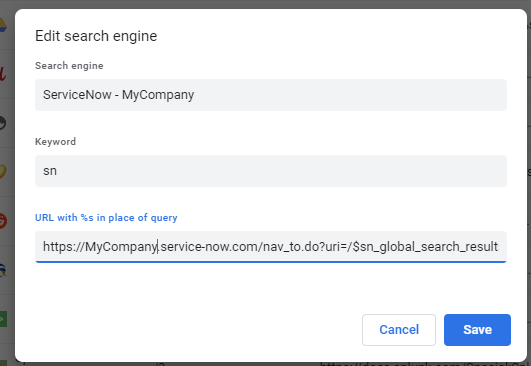 Edit search engine
Search engine
ServiceNow - MyCompany
Keyword
sn
URL with %s in place of query
https://MyCompany.service-now.com/nav_to.do?uri=/$sn_global_search_result
Cancel
Save